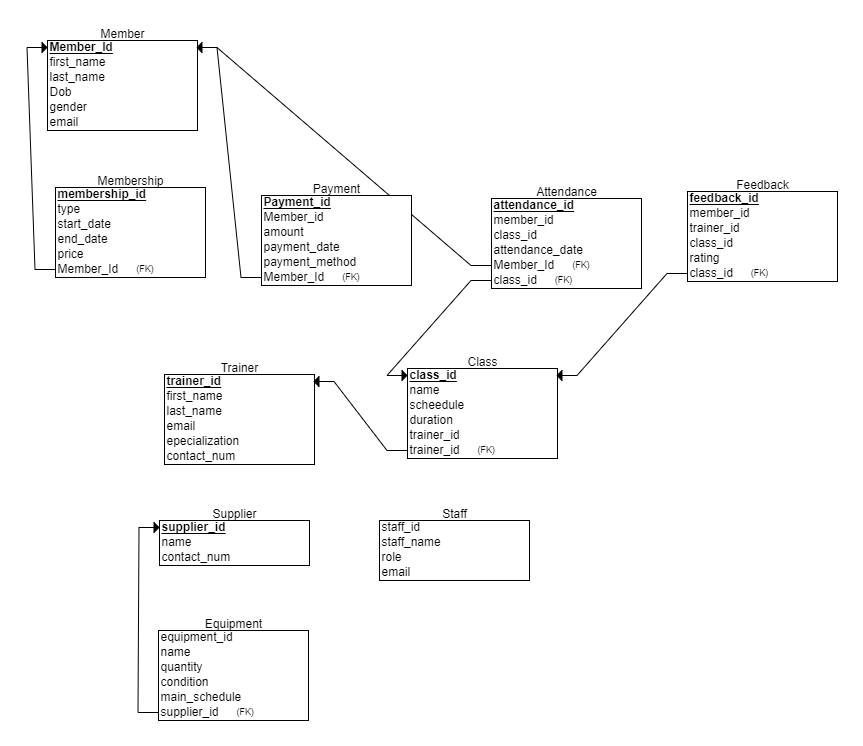 Member
Member_Id
first_name
last_name
Dob
gender
email
Membership
membership_id
type
start_date
end_date
price
Member_Id (FK)
Payment
Payment_id
Member_id
amount
payment_date
payment_method
Member_Id (FK)
Attendance
attendance_id
member_id
class_id
attendance_date
Member_Id (FK)
class_id (FK)
Feedback
feedback_id
member_id
trainer_id
class_id
rating
class_id (FK)
Trainer
trainer_id
first_name
last_name
email
epecialization
contact_num
Class
class_id
name
scheedule
duration
trainer_id
trainer_id (FK)
Supplier
supplier_id
name
contact_num
Staff
staff_id
staff_name
role
email
Equipment
equipment_id
name
quantity
condition
main_schedule
supplier_id (FK)